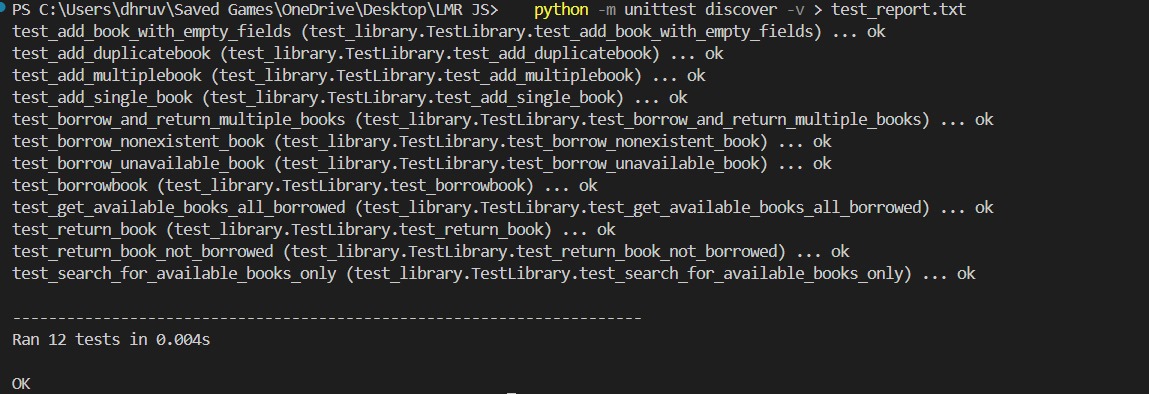 PS C:\Users\dhruv\Saved Games\OneDrive\Desktop\LMR JS>    python -m unittest discover -v > test_report.txt
test_add_book_with_empty_fields (test_library.TestLibrary.test_add_book_with_empty_fields) ... ok
test_add_duplicatebook (test_library.TestLibrary.test_add_duplicatebook) ... ok
test_add_multiplebook (test_library.TestLibrary.test_add_multiplebook) ... ok
test_add_single_book (test_library.TestLibrary.test_add_single_book) ... ok
test_borrow_and_return_multiple_books (test_library.TestLibrary.test_borrow_and_return_multiple_books) ... ok
test_borrow_nonexistent_book (test_library.TestLibrary.test_borrow_nonexistent_book) ... ok
test_borrow_unavailable_book (test_library.TestLibrary.test_borrow_unavailable_book) ... ok
test_borrowbook (test_library.TestLibrary.test_borrowbook) ... ok
test_get_available_books_all_borrowed (test_library.TestLibrary.test_get_available_books_all_borrowed) ... ok
test_return_book (test_library.TestLibrary.test_return_book) ... ok
test_return_book_not_borrowed (test_library.TestLibrary.test_return_book_not_borrowed) ... ok
test_search_for_available_books_only (test_library.TestLibrary.test_search_for_available_books_only) ... ok
----------------------------------------------------------------------
Ran 12 tests in 0.004s
OK